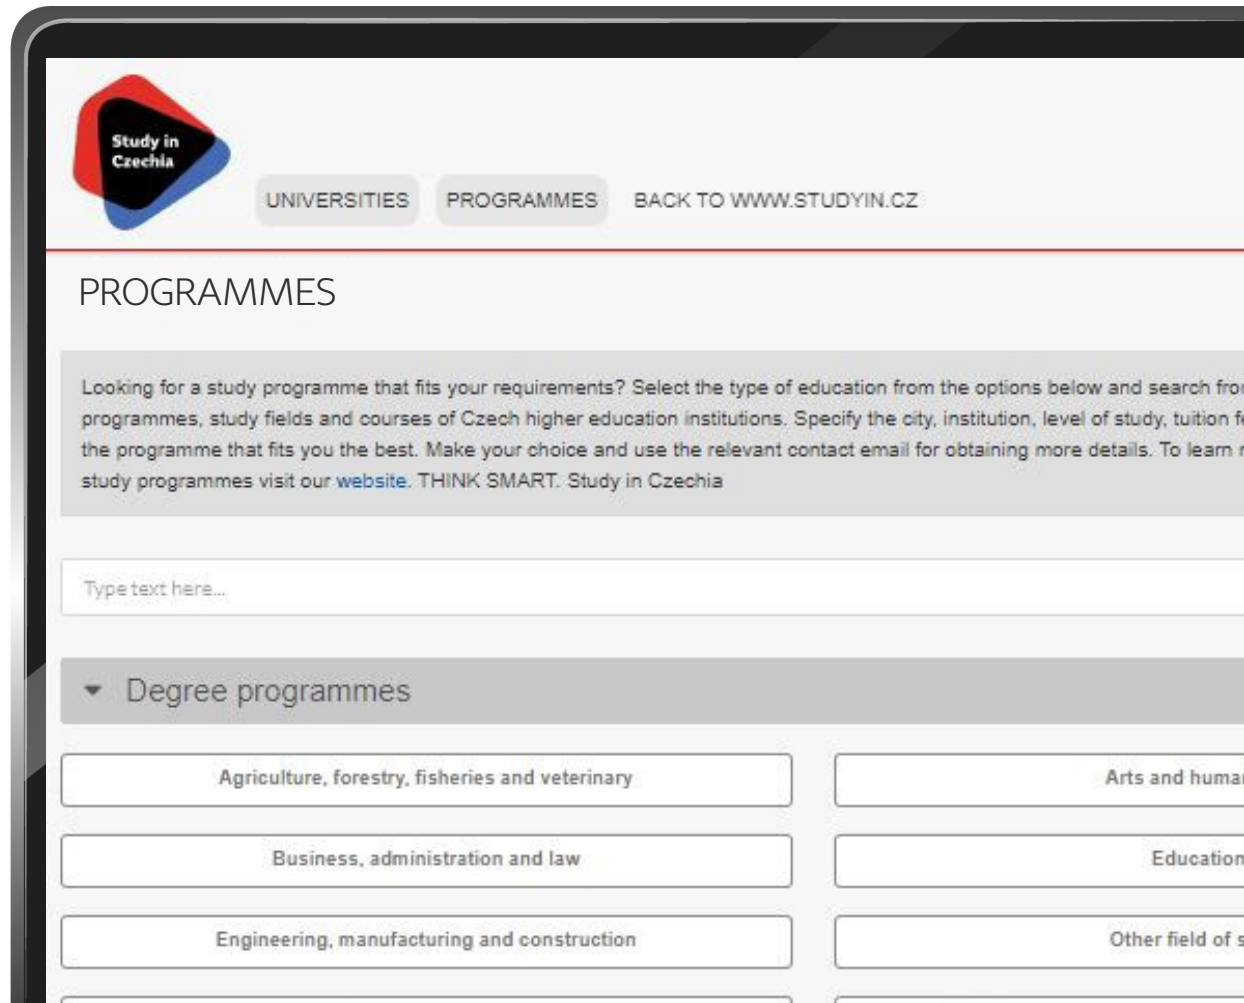 Study in
Czechia
UNIVERSITIES PROGRAMMES BACK TO WWW.STUDYIN.CZ
PROGRAMMES
Looking for a study programme that fits your requirements? Select the type of education from the options below and search
programmes, study fields and courses of Czech higher education institutions. Specify the city, institution, level of study, tuition
the programme that fits you the best. Make your choice and use the relevant contact email for obtaining more details. To learn
study programmes visit our website. THINK SMART. Study in Czechia
Type text here...
Degree programmes
Agriculture, forestry, fisheries and veterinary Arts and
Business, administration and law Education
Engineering, manufacturing and construction Other field of